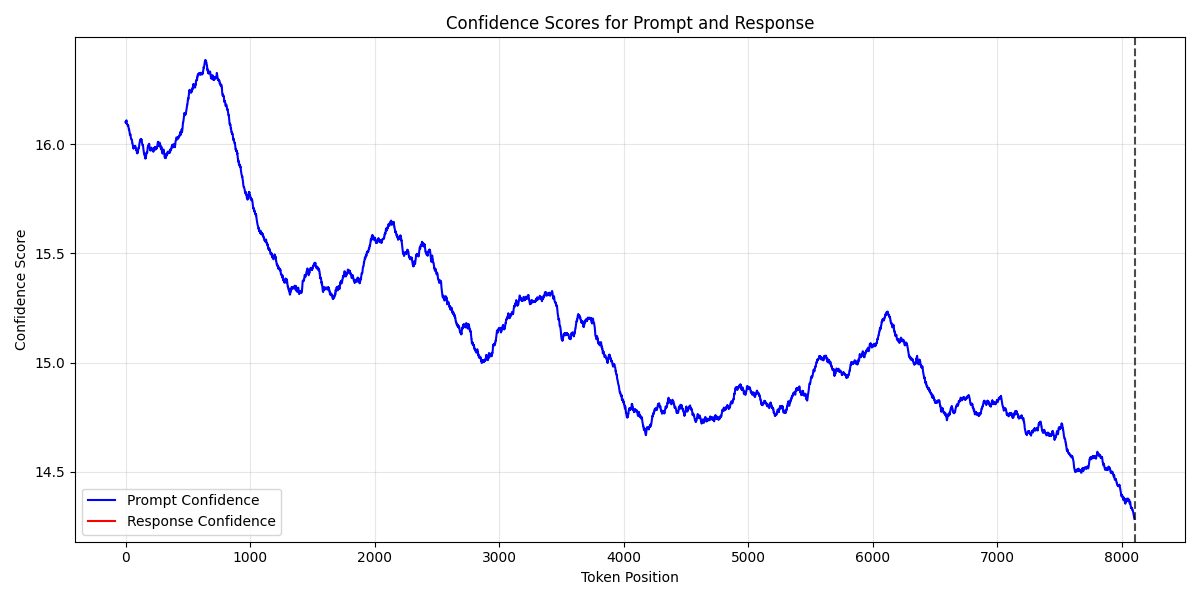 Confidence Scores for Prompt and Response
Confidence Score
16.0
15.5
15.0
14.5
Prompt Confidence
Response Confidence
0 1000 2000 3000 4000 5000 6000 7000 8000
Token Position